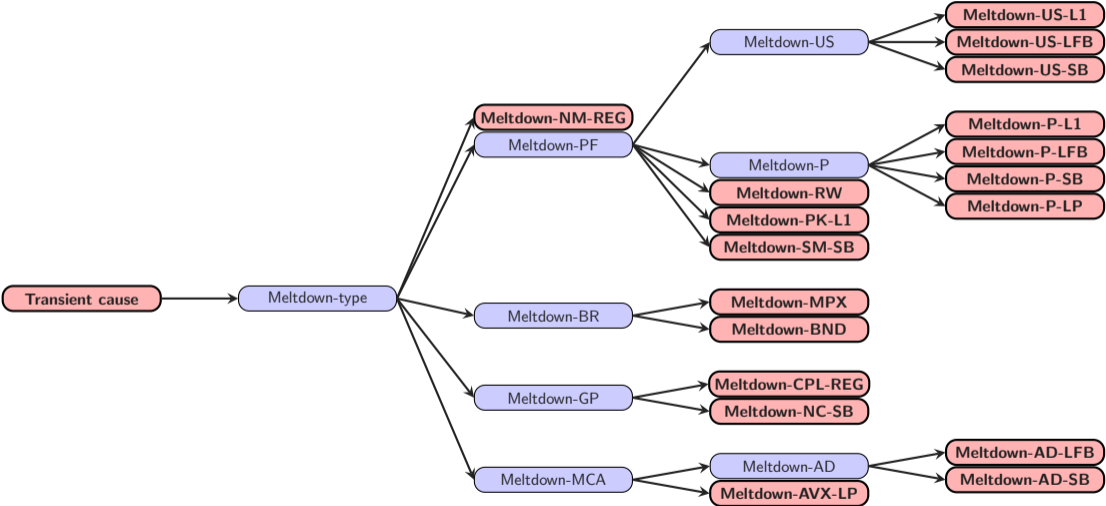 Transient cause
Meltdown-type
Meltdown-NM-REG
Meltdown-PF
Meltdown-US
Meltdown-US-L1
Meltdown-US-LFB
Meltdown-US-SB
Meltdown-P
Meltdown-P-L1
Meltdown-P-LFB
Meltdown-P-SB
Meltdown-P-LP
Meltdown-RW
Meltdown-PK-L1
Meltdown-SM-SB
Meltdown-BR
Meltdown-MPX
Meltdown-BND
Meltdown-GP
Meltdown-CPL-REG
Meltdown-NC-SB
Meltdown-MCA
Meltdown-AD
Meltdown-AD-LFB
Meltdown-AD-SB
Meltdown-AVX-LP